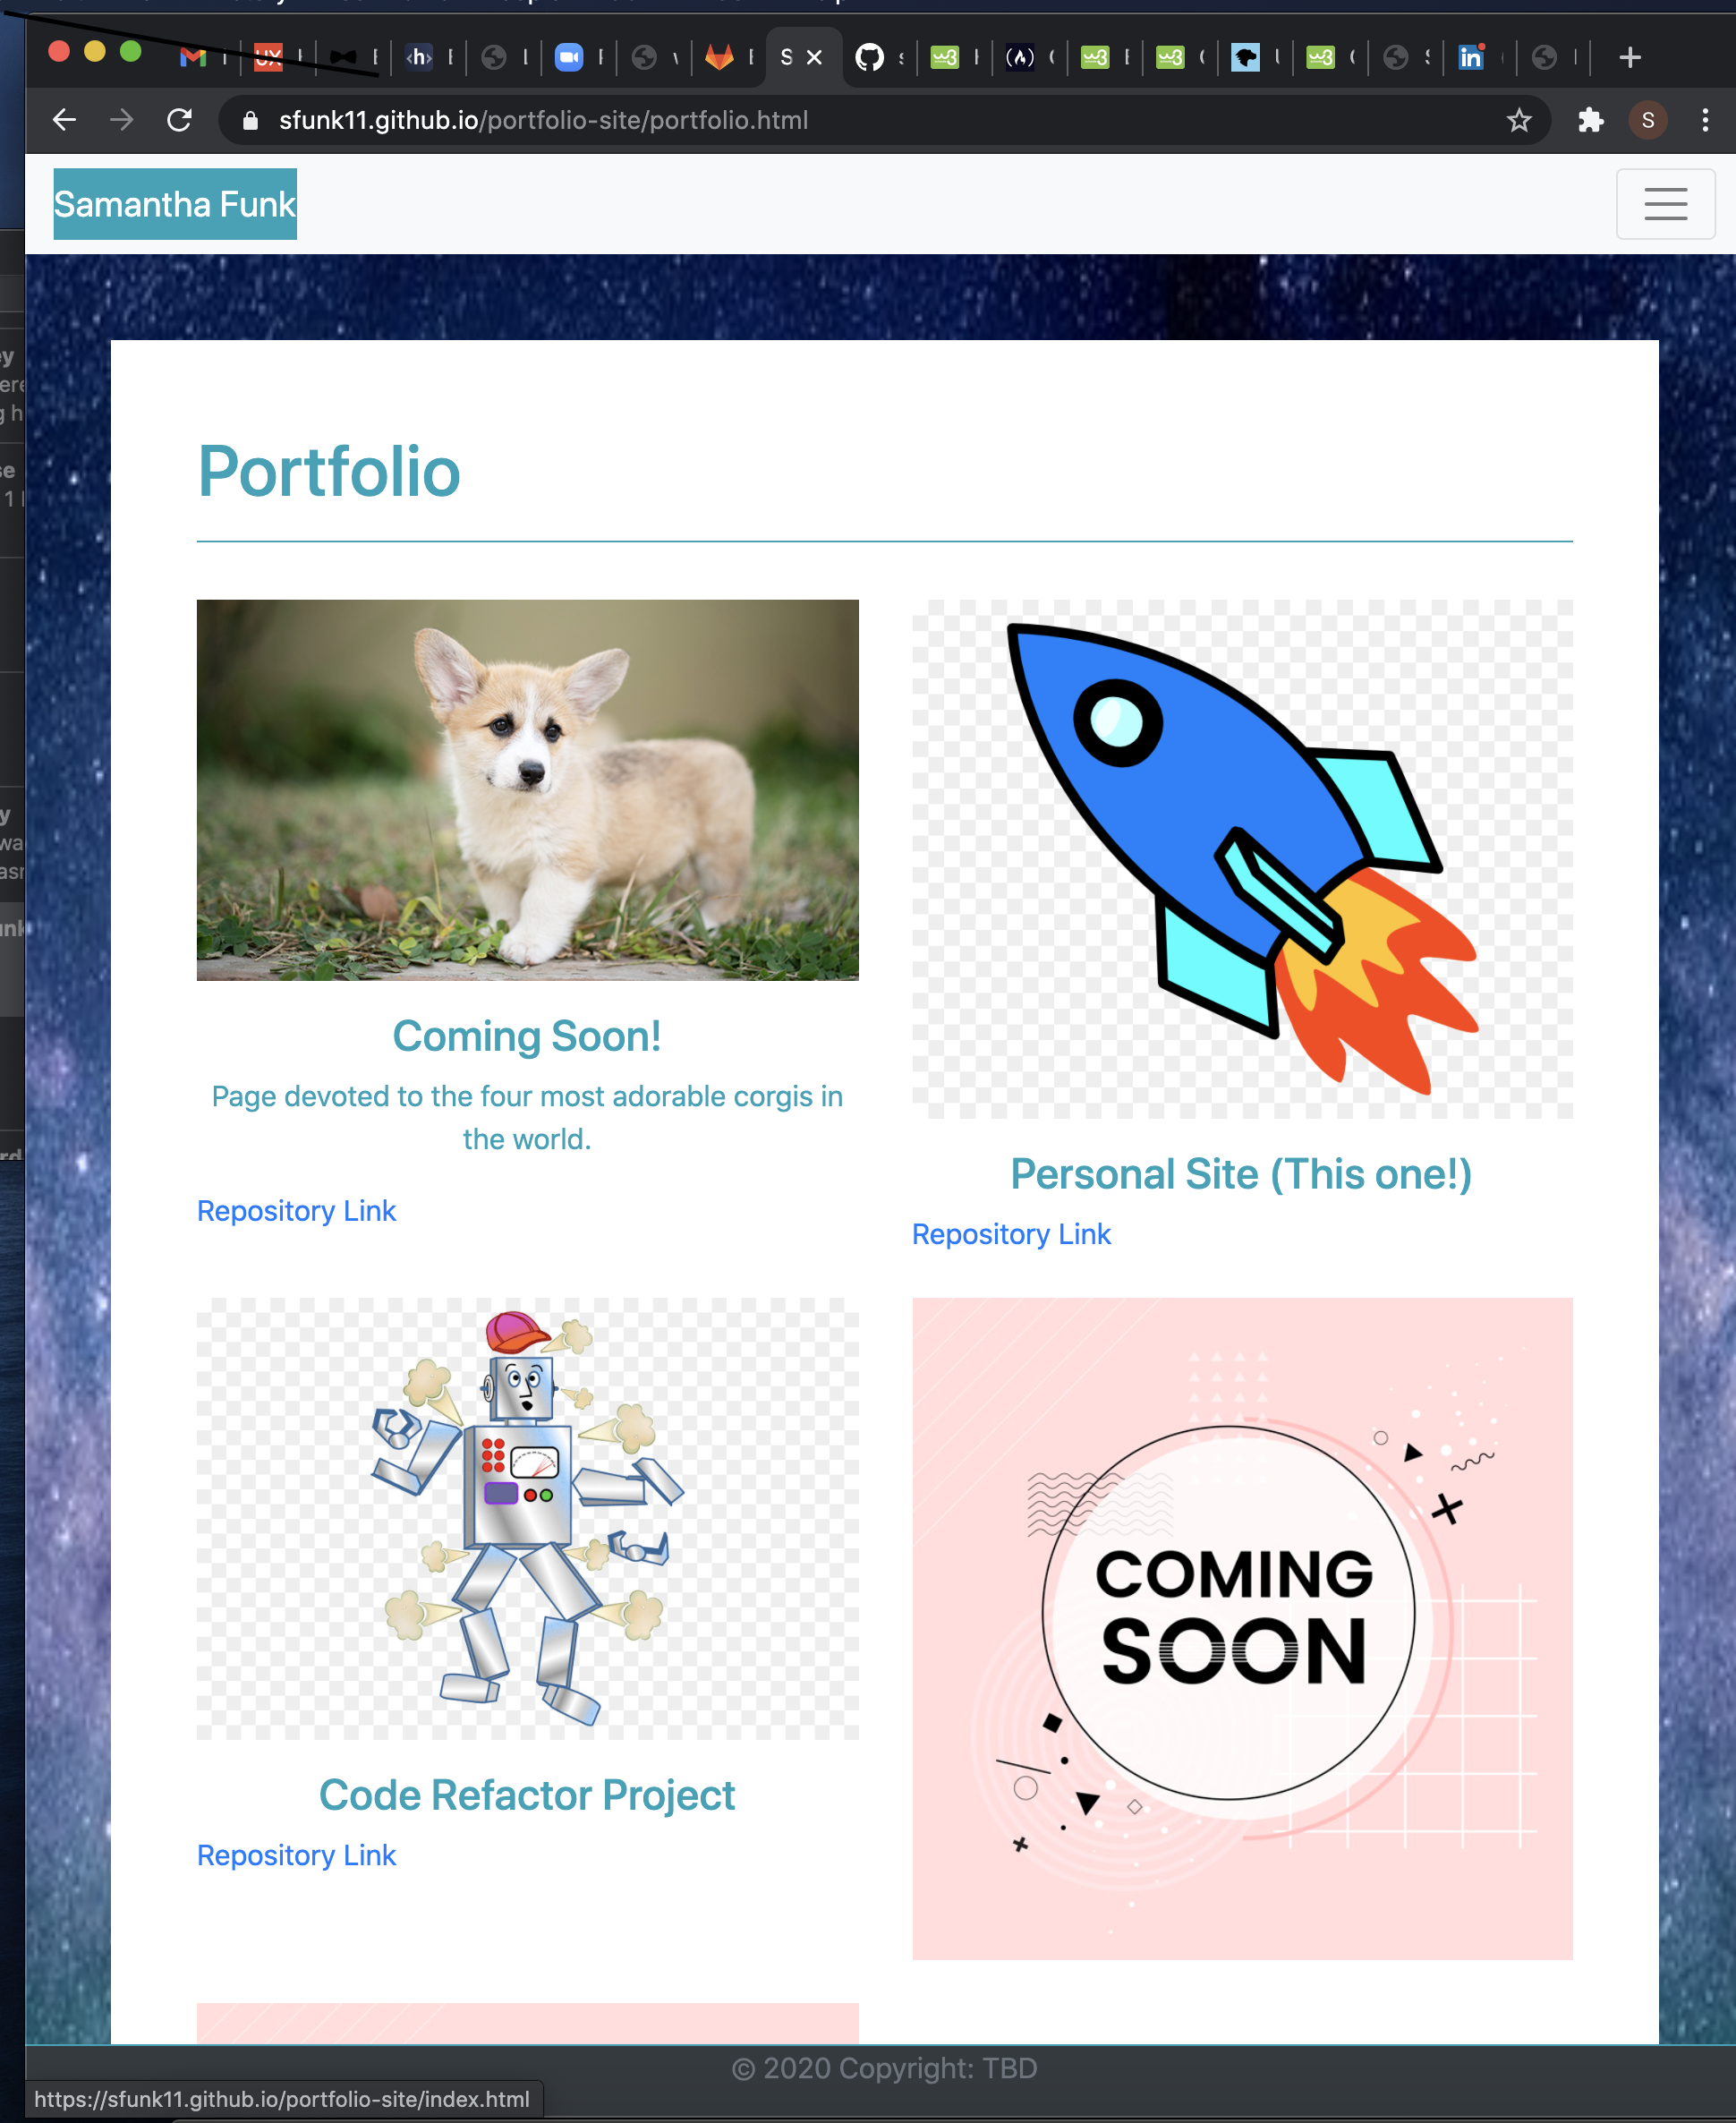 S
sfunk11.github.io/portfolio-site/portfolio.html
S
Samantha Funk
Portfolio
Coming Soon!
Page devoted to the four most adorable corgis in
the world.
Repository Link
Personal Site (This one!)
Repository Link
Code Refactor Project
Repository Link
COMING
SOON
© 2020 Copyright: TBD
https://sfunk11.github.io/portfolio-site/index.html